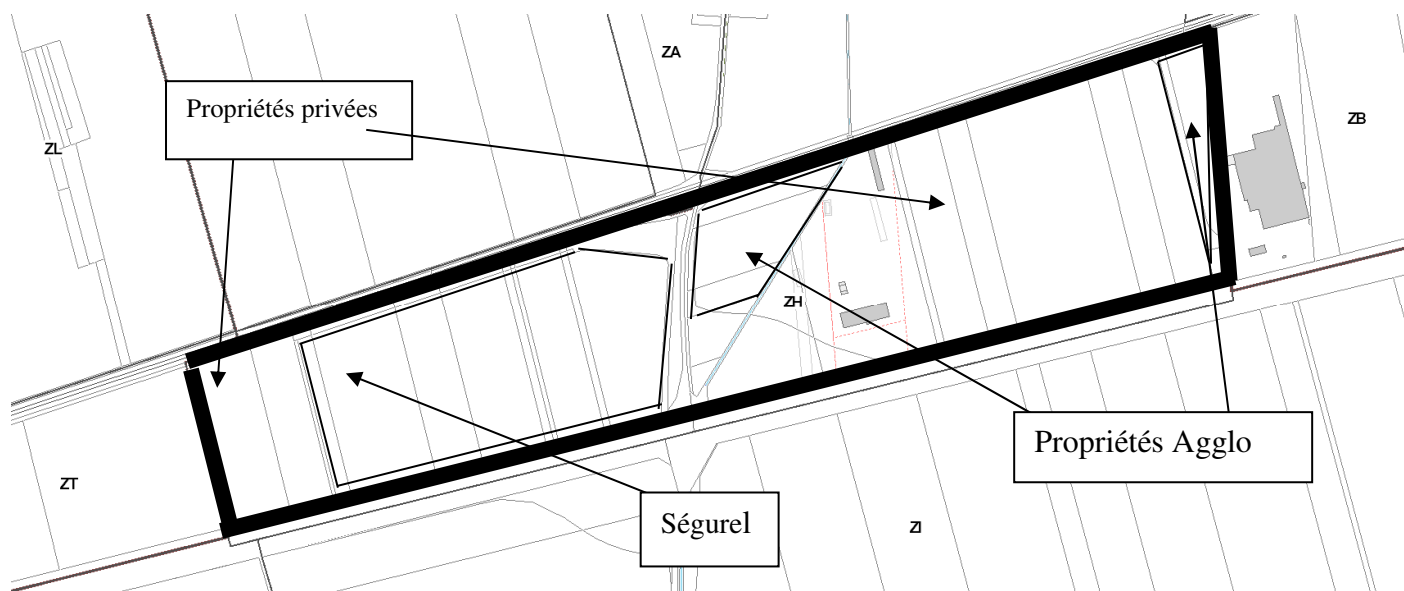 ZA
Propriétés privées
ZB
ZL
ZH
Propriétés Agglo
ZT
Ségurel
ZI